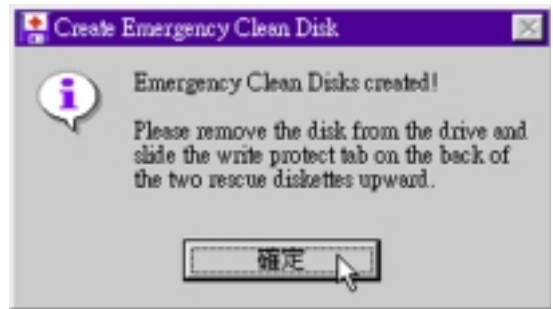 Create Emergency Clean Disk
Emergency Clean Disks created!
Please remove the disk from the drive and
slide the write protect tab on the back of
the two rescue diskettes upward..
確定